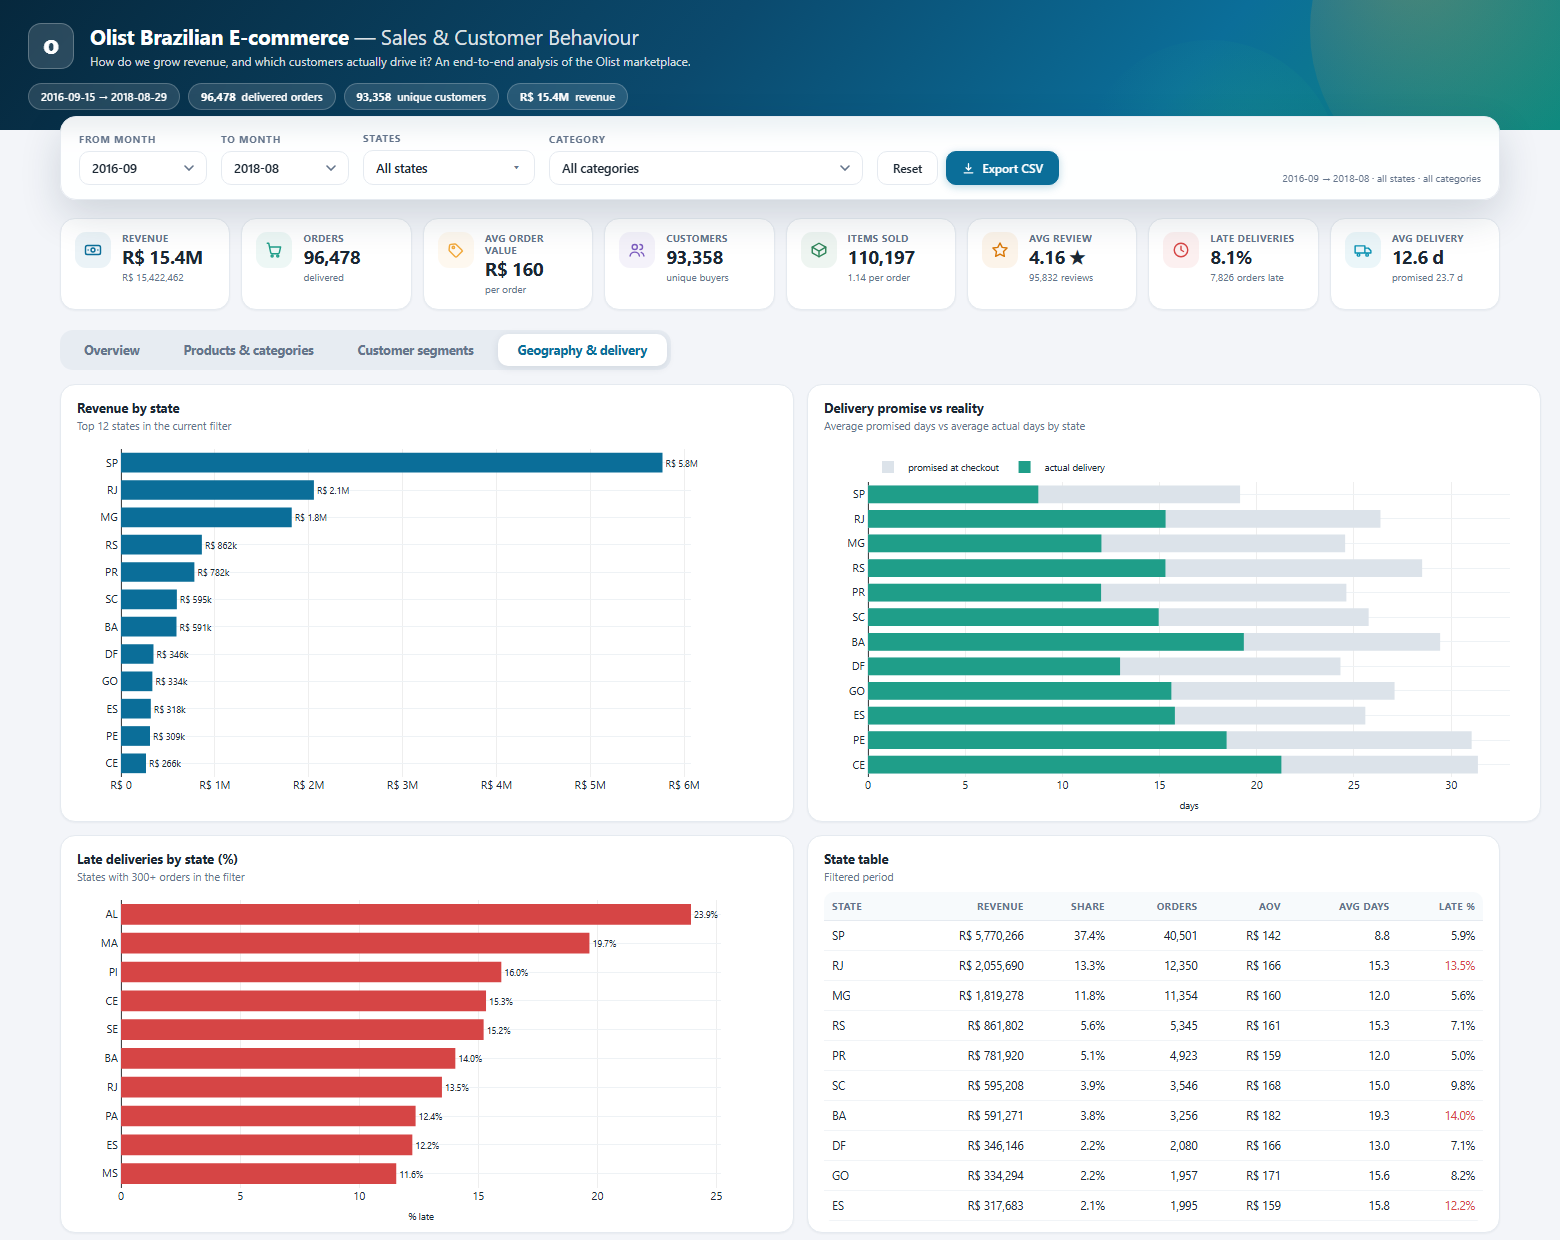 O
Olist Brazilian E-commerce — Sales & Customer Behaviour
How do we grow revenue, and which customers actually drive it? An end-to-end analysis of the Olist marketplace.
2016-09-15 → 2018-08-29
96,478 delivered orders
93,358 unique customers
R$ 15.4M revenue
FROM MONTH
TO MONTH
STATES
CATEGORY
2016-09
2018-08
All states
All categories
Reset
Export CSV
2016-09 → 2018-08 · all states · all categories
REVENUE
R$ 15.4M
R$ 15,422,462
ORDERS
96,478
delivered
AVG ORDER
VALUE
R$ 160
per order
CUSTOMERS
93,358
unique buyers
ITEMS SOLD
110,197
1.14 per order
AVG REVIEW
4.16 ★
95,832 reviews
LATE DELIVERIES
8.1%
7,826 orders late
AVG DELIVERY
12.6 d
promised 23.7 d
Overview
Products & categories
Customer segments
Geography & delivery
Revenue by state
Top 12 states in the current filter
SP R$ 5.8M
RJ R$ 2.1M
MG R$ 1.8M
RS R$ 862k
PR R$ 782k
SC R$ 595k
BA R$ 591k
DF R$ 346k
GO R$ 334k
ES R$ 318k
PE R$ 309k
CE R$ 266k
R$ 0 R$ 1M R$ 2M R$ 3M R$ 4M R$ 5M R$ 6M
Delivery promise vs reality
Average promised days vs average actual days by state
promised at checkout actual delivery
SP
RJ
MG
RS
PR
SC
BA
DF
GO
ES
PE
CE
0 5 10 15 20 25 30
days
Late deliveries by state (%)
States with 300+ orders in the filter
AL 23.9%
MA 19.7%
PI 16.0%
CE 15.3%
SE 15.2%
BA 14.0%
RJ 13.5%
PA 12.4%
ES 12.2%
MS 11.6%
0 5 10 15 20 25
% late
State table
Filtered period
STATE REVENUE SHARE ORDERS AOV AVG DAYS LATE %
SP R$ 5,770,266 37.4% 40,501 R$ 142 8.8 5.9%
RJ R$ 2,055,690 13.3% 12,350 R$ 166 15.3 13.5%
MG R$ 1,819,278 11.8% 11,354 R$ 160 12.0 5.6%
RS R$ 861,802 5.6% 5,345 R$ 161 15.3 7.1%
PR R$ 781,920 5.1% 4,923 R$ 159 12.0 5.0%
SC R$ 595,208 3.9% 3,546 R$ 168 15.0 9.8%
BA R$ 591,271 3.8% 3,256 R$ 182 19.3 14.0%
DF R$ 346,146 2.2% 2,080 R$ 166 13.0 7.1%
GO R$ 334,294 2.2% 1,957 R$ 171 15.6 8.2%
ES R$ 317,683 2.1% 1,995 R$ 159 15.8 12.2%